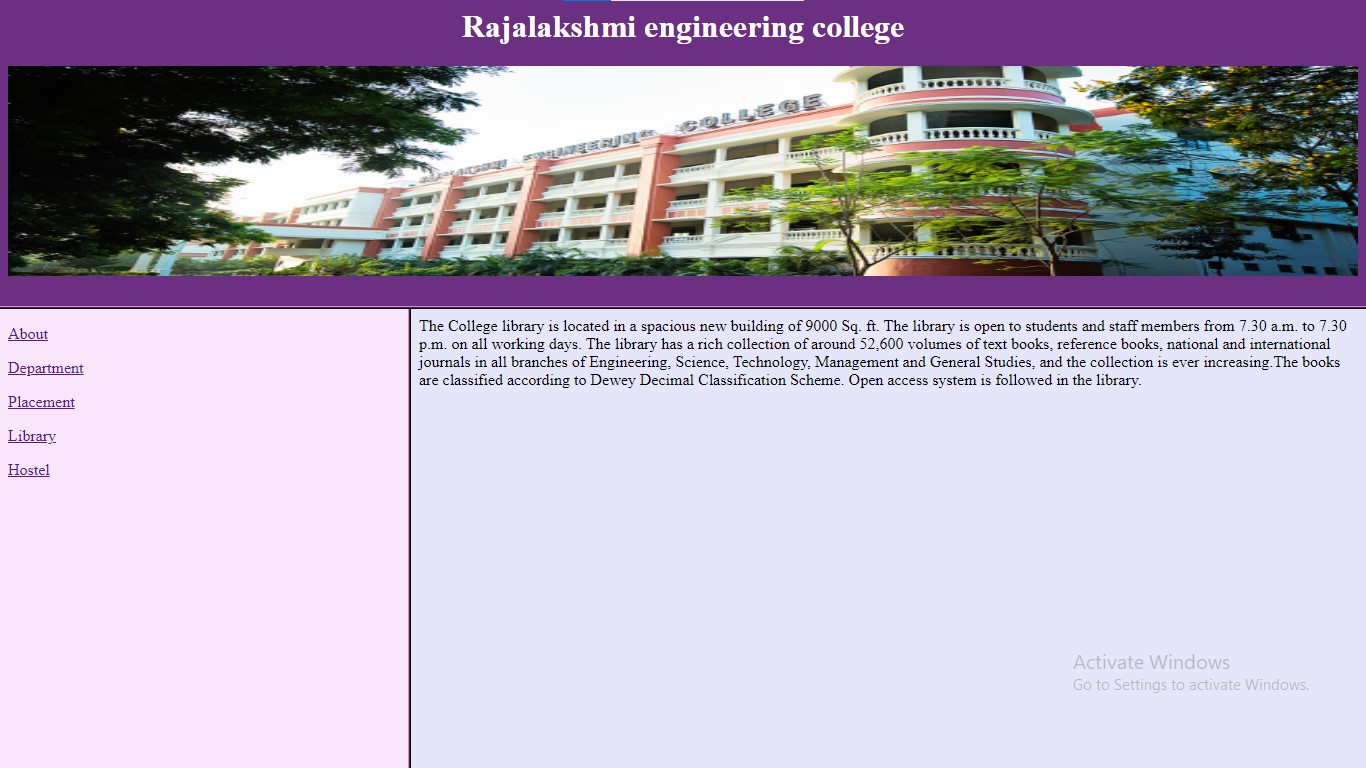 Rajalakshmi engineering college
ENGINEERING COLLEGE
About
Department
Placement
Library
Hostel
The College library is located in a spacious new building of 9000 Sq. ft. The library is open to students and staff members from 7.30 a.m. to 7.30
p.m. on all working days. The library has a rich collection of around 52,600 volumes of text books, reference books, national and international
journals in all branches of Engineering, Science, Technology, Management and General Studies, and the collection is ever increasing.The books
are classified according to Dewey Decimal Classification Scheme. Open access system is followed in the library.
Activate Windows
Go to Settings to activate Windows.